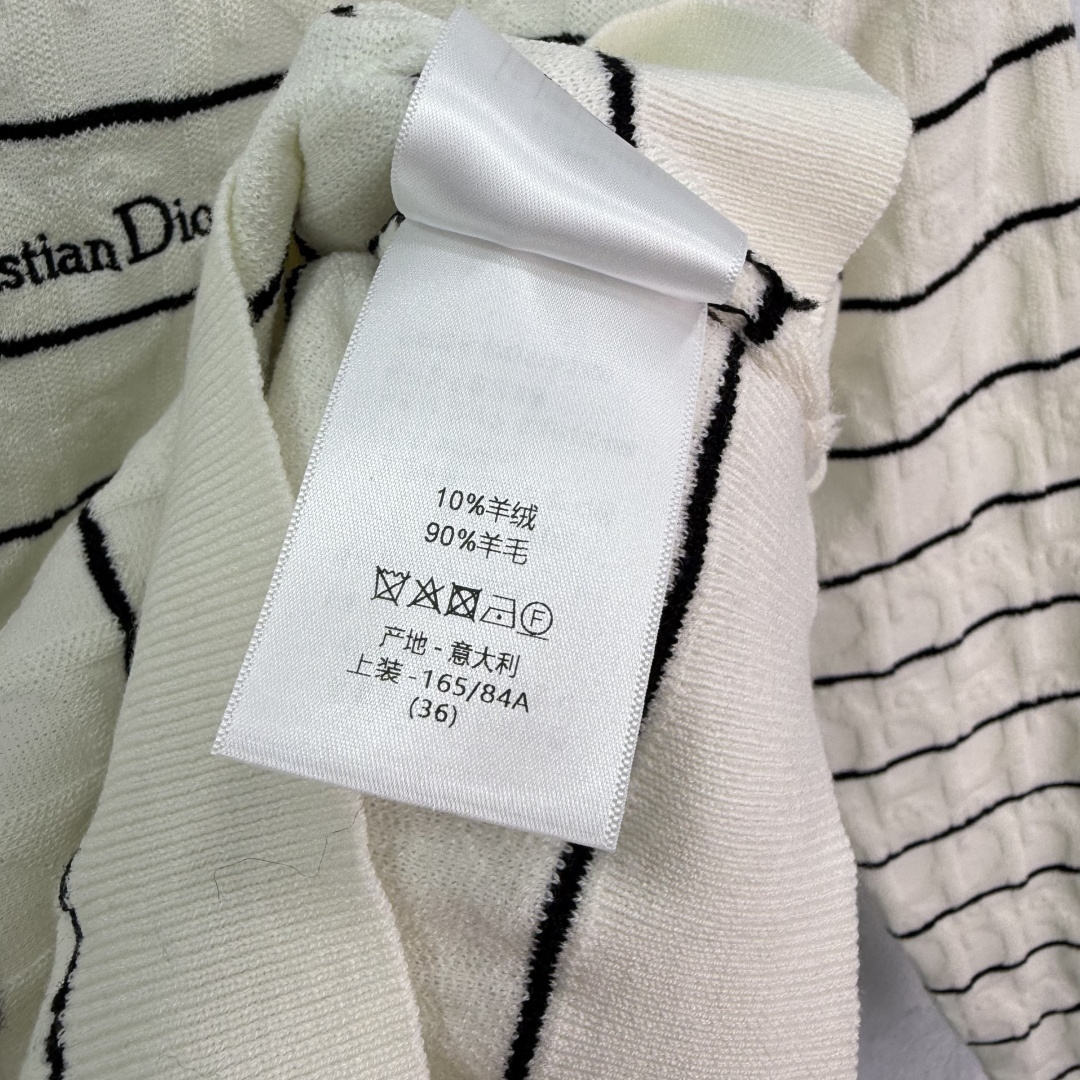 stian Dio
10%羊绒
90%羊毛
F
产地 - 意大利
上装 -165/84A
(36)